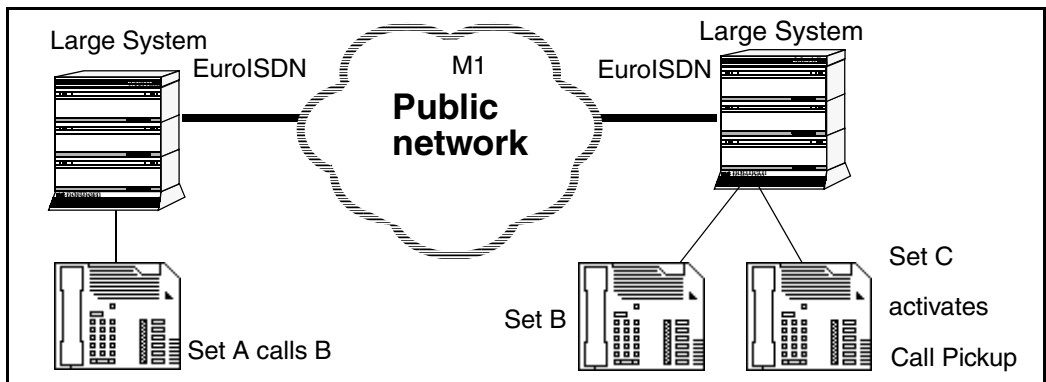 Large System
Large System
EuroISDN
M1
EuroISDN
Public
network
Set A calls B
Set B
Set C
activates
Call Pickup